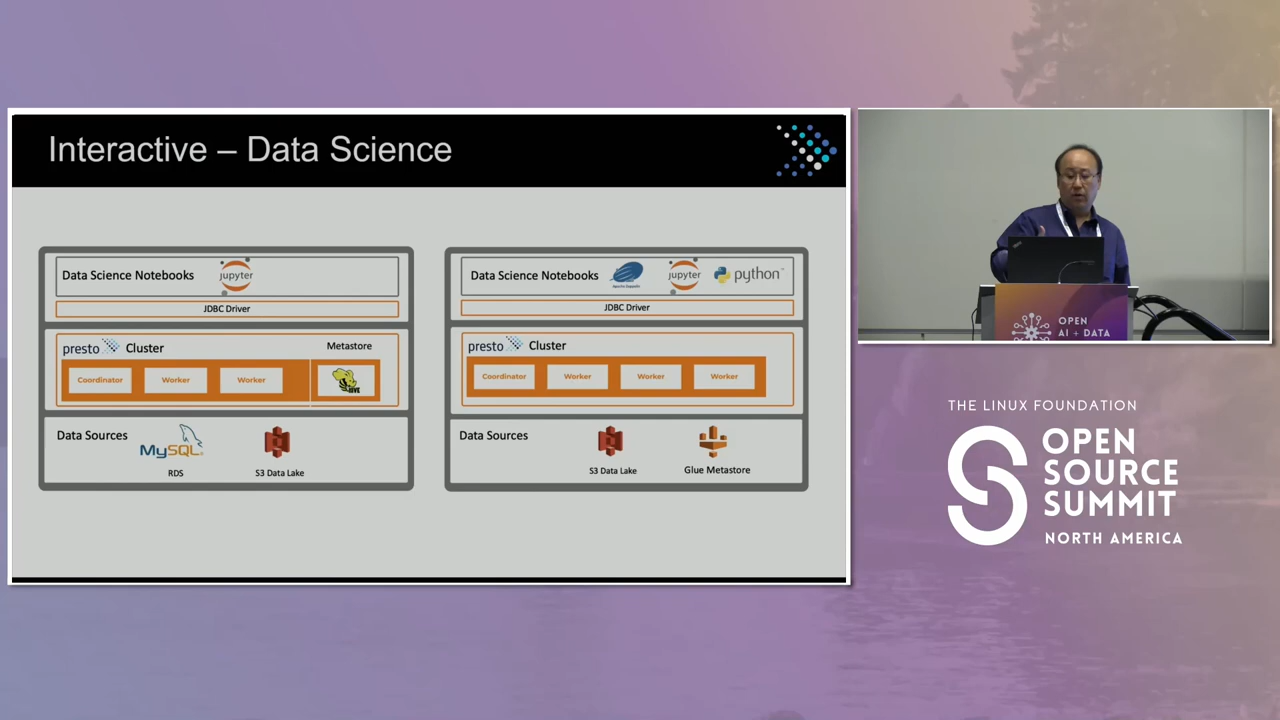 Interactive – Data Science
Data Science Notebooks
jupyter
JDBC Driver
presto Cluster
Metastore
Coordinator
Worker
Worker
HIVE
Data Sources
MySQL
RDS
S3 Data Lake
Data Science Notebooks
jupyter
python
JDBC Driver
presto Cluster
Coordinator
Worker
Worker
Worker
Data Sources
S3 Data Lake
Glue Metastore
OPEN
AI + DATA
THE LINUX FOUNDATION
OPEN
SOURCE
SUMMIT
NORTH AMERICA